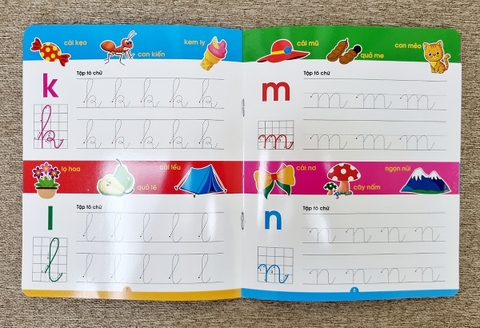 cái kẹo
con kiến
kem ly
k
Tập tô chữ
k
k k k k k
k k k k k
lọ hoa
quả lê
cái lều
l
Tập tô chữ
l
l l l l l
l l l l l
cái mũ
quả me
con mèo
m
Tập tô chữ
m
m m m m
m m m m
cái nơ
cây nấm
ngọn núi
n
Tập tô chữ
n
n n n n
n n n n